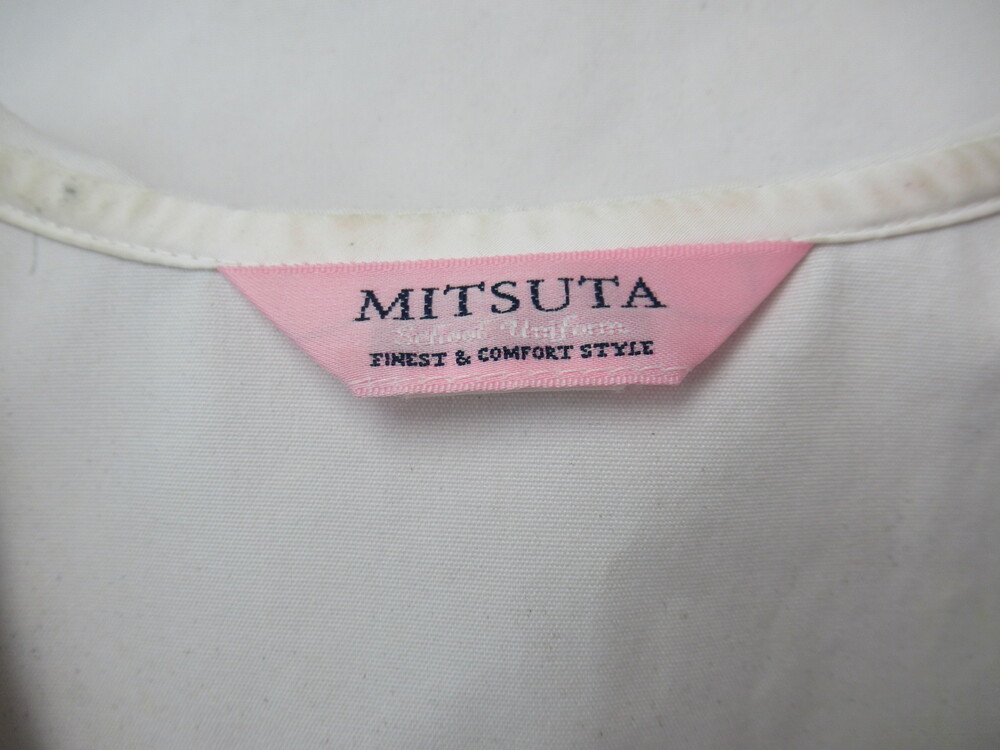 MITSUTA
School Uniform
FINEST & COMFORT STYLE